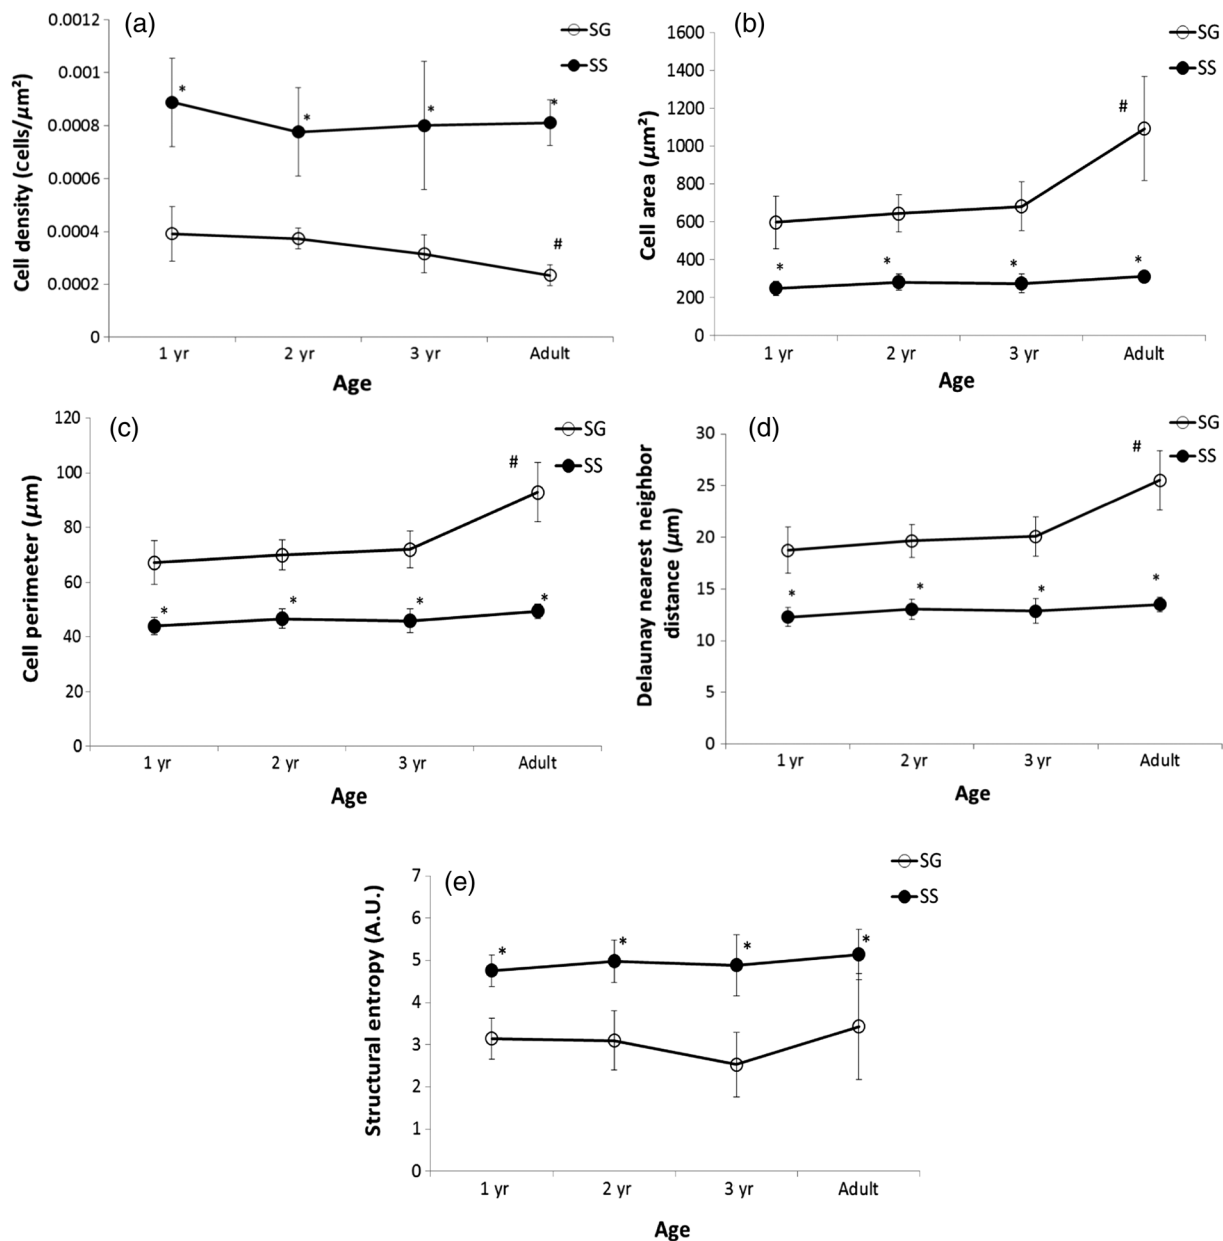 (a)
SG
SS
Cell density (cells/µm²)
0.0012
0.001
0.0008
0.0006
0.0004
0.0002
0
* * * *
#
1 yr 2 yr 3 yr Adult
Age
(b)
SG
SS
Cell area (µm²)
1600
1400
1200
1000
800
600
400
200
0
#
* * * *
1 yr 2 yr 3 yr Adult
Age
(c)
SG
SS
Cell perimeter (µm)
120
100
80
60
40
20
0
#
* * * *
1 yr 2 yr 3 yr Adult
Age
(d)
SG
SS
Delaunay nearest neighbor
distance (µm)
30
25
20
15
10
5
0
#
* * * *
1 yr 2 yr 3 yr Adult
Age
(e)
SG
SS
Structural entropy (A.U.)
7
6
5
4
3
2
1
0
* * * *
1 yr 2 yr 3 yr Adult
Age